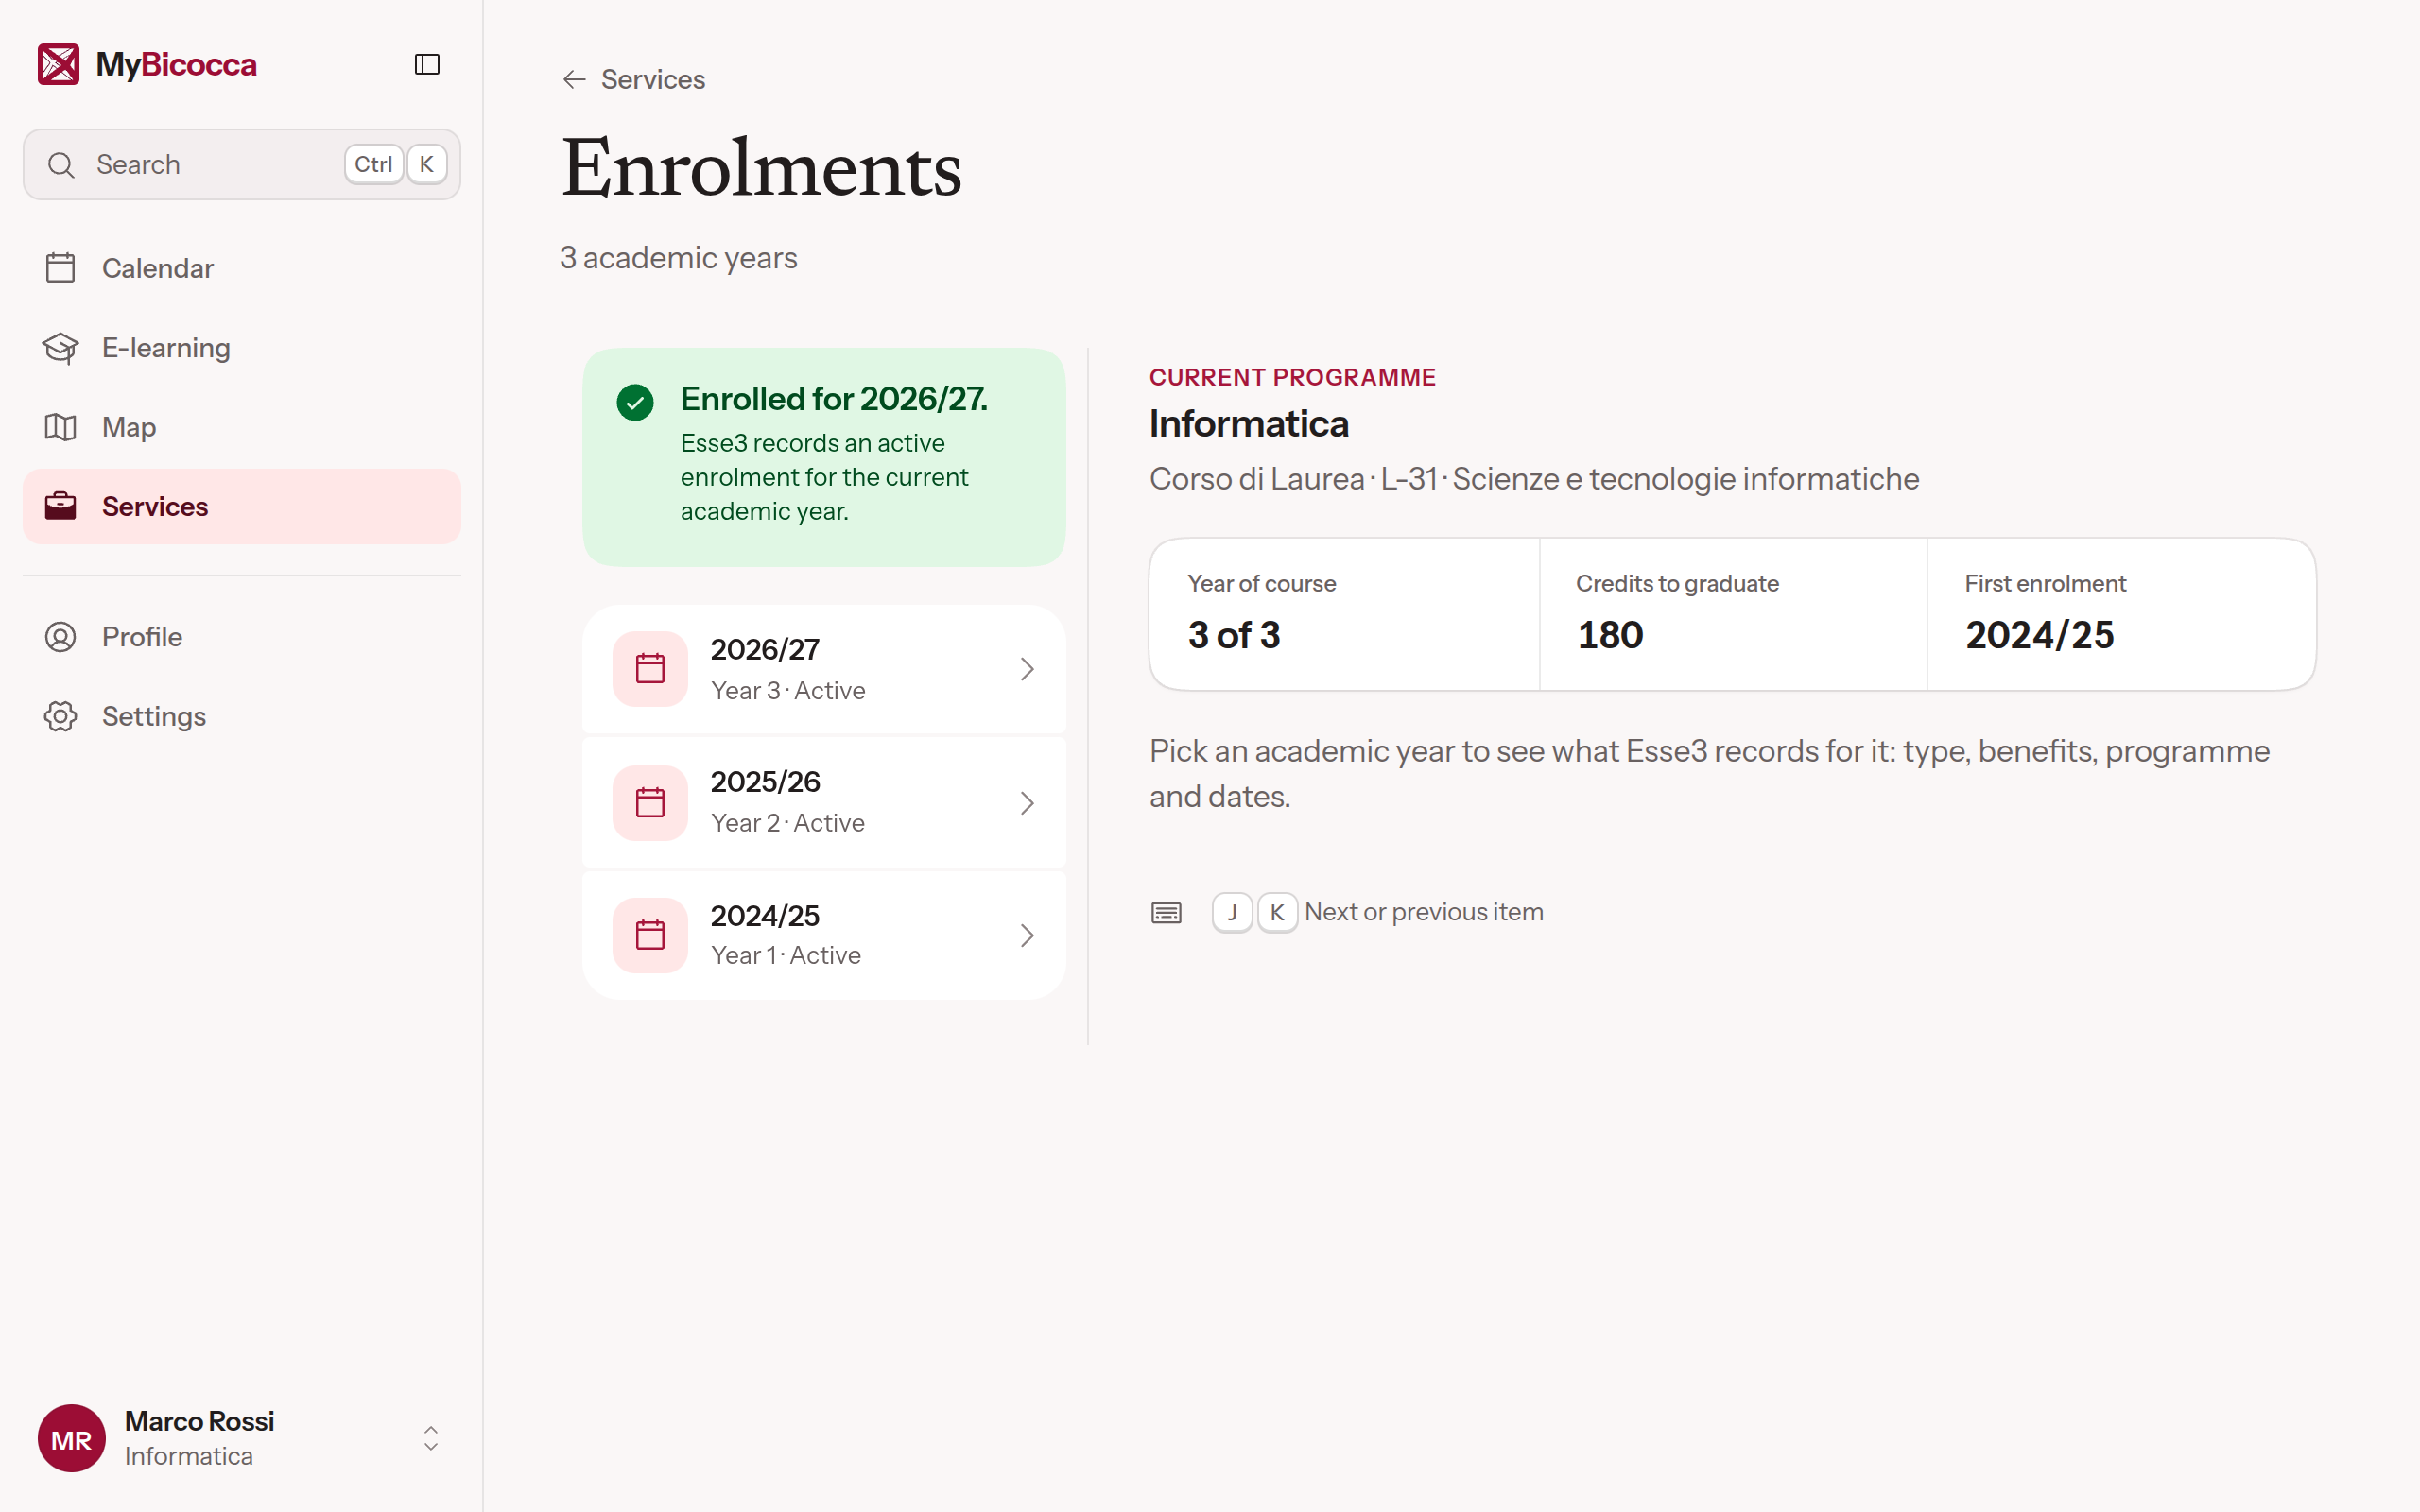 MyBicocca
Search
Ctrl K
Calendar
E-learning
Map
Services
Profile
Settings
MR
Marco Rossi
Informatica
Services
Enrolments
3 academic years
Enrolled for 2026/27.
Esse3 records an active
enrolment for the current
academic year.
2026/27
Year 3 · Active
2025/26
Year 2 · Active
2024/25
Year 1 · Active
CURRENT PROGRAMME
Informatica
Corso di Laurea · L-31 · Scienze e tecnologie informatiche
Year of course
3 of 3
Credits to graduate
180
First enrolment
2024/25
Pick an academic year to see what Esse3 records for it: type, benefits, programme
and dates.
J K Next or previous item